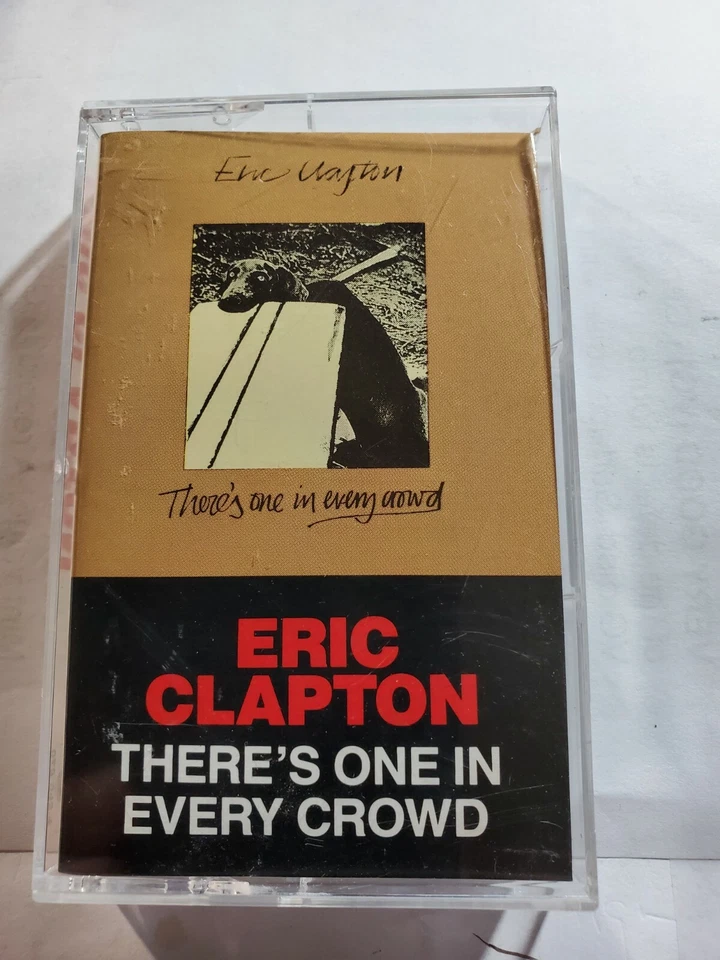 Eric Clapton
There's one in every crowd
ERIC
CLAPTON
THERE'S ONE IN
EVERY CROWD